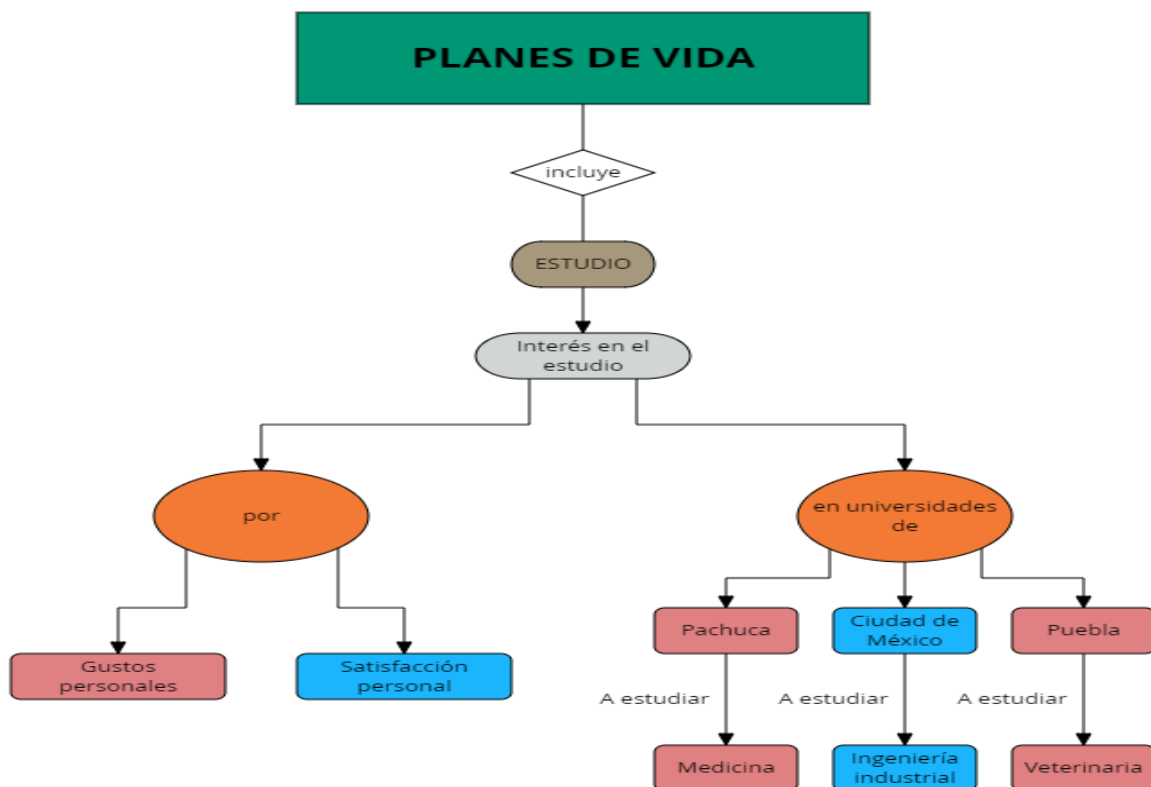 PLANES DE VIDA
incluye
ESTUDIO
Interés en el
estudio
por
en universidades
de
Gustos
personales
Satisfacción
personal
Pachuca
Ciudad de
México
Puebla
A estudiar
A estudiar
A estudiar
Medicina
Ingeniería
industrial
Veterinaria